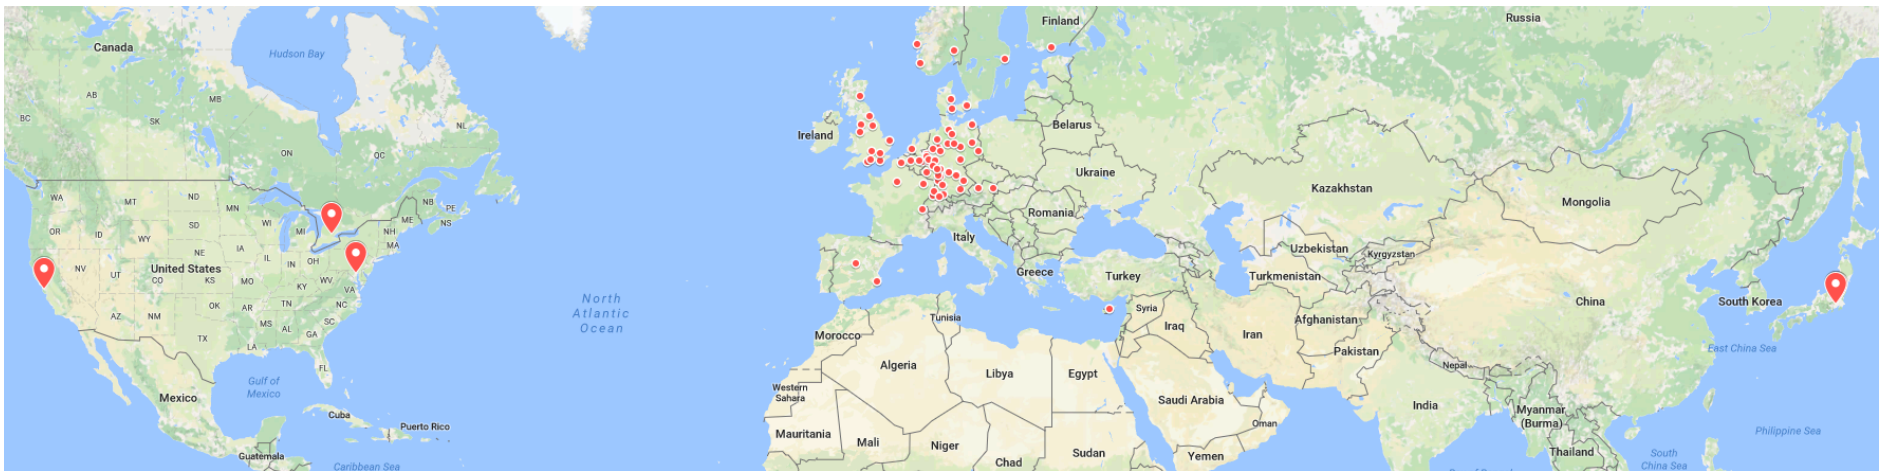 Finland
Russia
Canada
Hudson Bay
AB
MB
BC
SK
NL
Ireland
Belarus
ON
QC
Ukraine
Kazakhstan
WA
MT
ND
MN
NB
PE
NS
ME
Mongolia
Romania
OR
ID
SD
WI
MI
NH
MA
WY
Italy
NE
IA
Uzbekistan
Kyrgyzstan
NV
UT
United States
CO
KS
MO
IL
IN
OH
WV
VA
KY
Greece
Turkey
Turkmenistan
North
Atlantic
Ocean
China
South Korea
AZ
NM
OK
AR
TN
NC
SC
MS
AL
GA
Tunisia
Syria
Iraq
Iran
Afghanistan
TX
LA
Morocco
Pakistan
East China Sea
FL
Algeria
Libya
Egypt
Nepal
Gulf of
Mexico
Western
Sahara
Mexico
Saudi Arabia
India
Myanmar
(Burma)
Cuba
Puerto Rico
Oman
Mauritania
Mali
Niger
Sudan
Philippine Sea
Guatemala
Caribbean Sea
Chad
Yemen
Thailand
South
China Sea